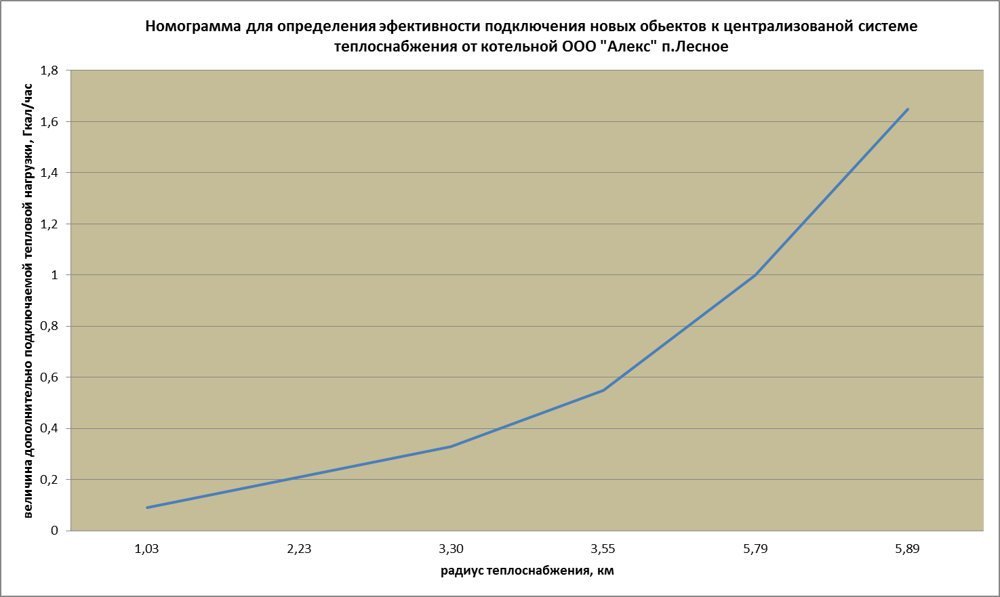 Номограмма для определения эфективности подключения новых обьектов к централизованой системе
теплоснабжения от котельной ООО "Алекс" п.Лесное
величина дополнительно подключаемой тепловой нагрузки, Гкал/час
1,8
1,6
1,4
1,2
1
0,8
0,6
0,4
0,2
0
1,03 2,23 3,30 3,55 5,79 5,89
радиус теплоснабжения, км